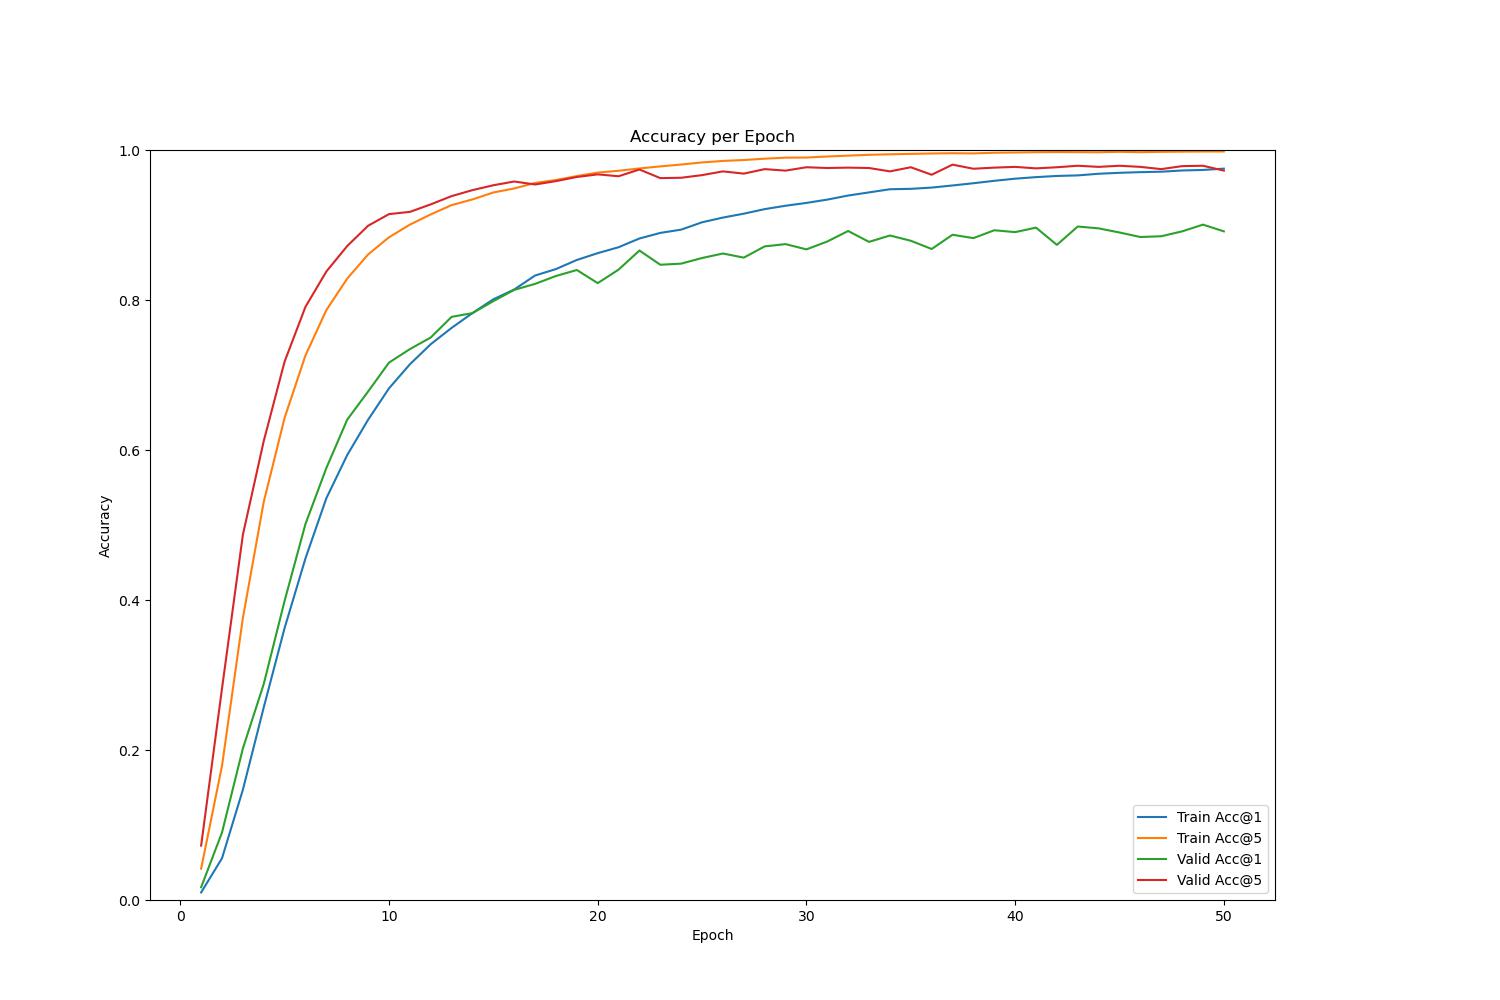 Accuracy per Epoch
1.0
0.8
0.6
0.4
0.2
0.0
Accuracy
0 10 20 30 40 50
Epoch
Train Acc@1
Train Acc@5
Valid Acc@1
Valid Acc@5